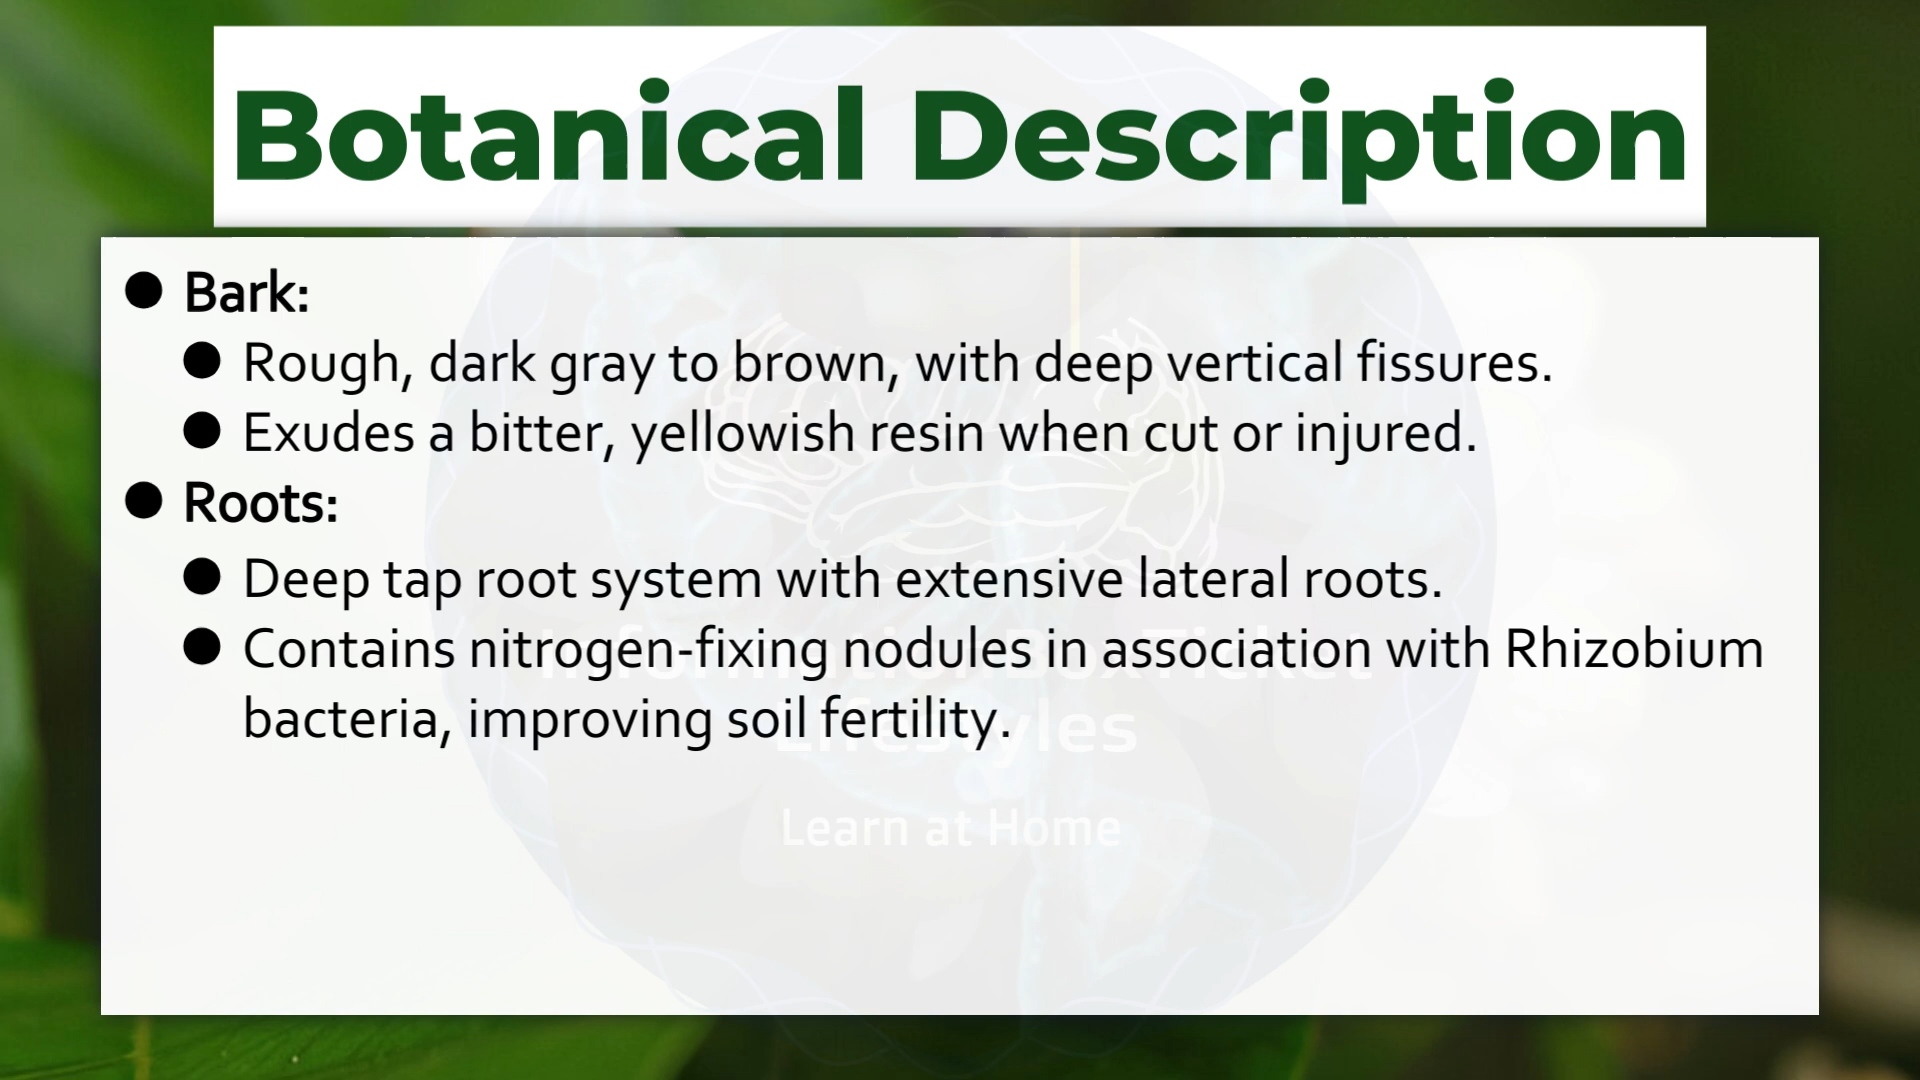 Botanical Description
Bark:
Rough, dark gray to brown, with deep vertical fissures.
Exudes a bitter, yellowish resin when cut or injured.
Roots:
Deep tap root system with extensive lateral roots.
Contains nitrogen-fixing nodules in association with Rhizobium
bacteria, improving soil fertility.
InformationBoxTicket
Lifestyles
Learn at Home